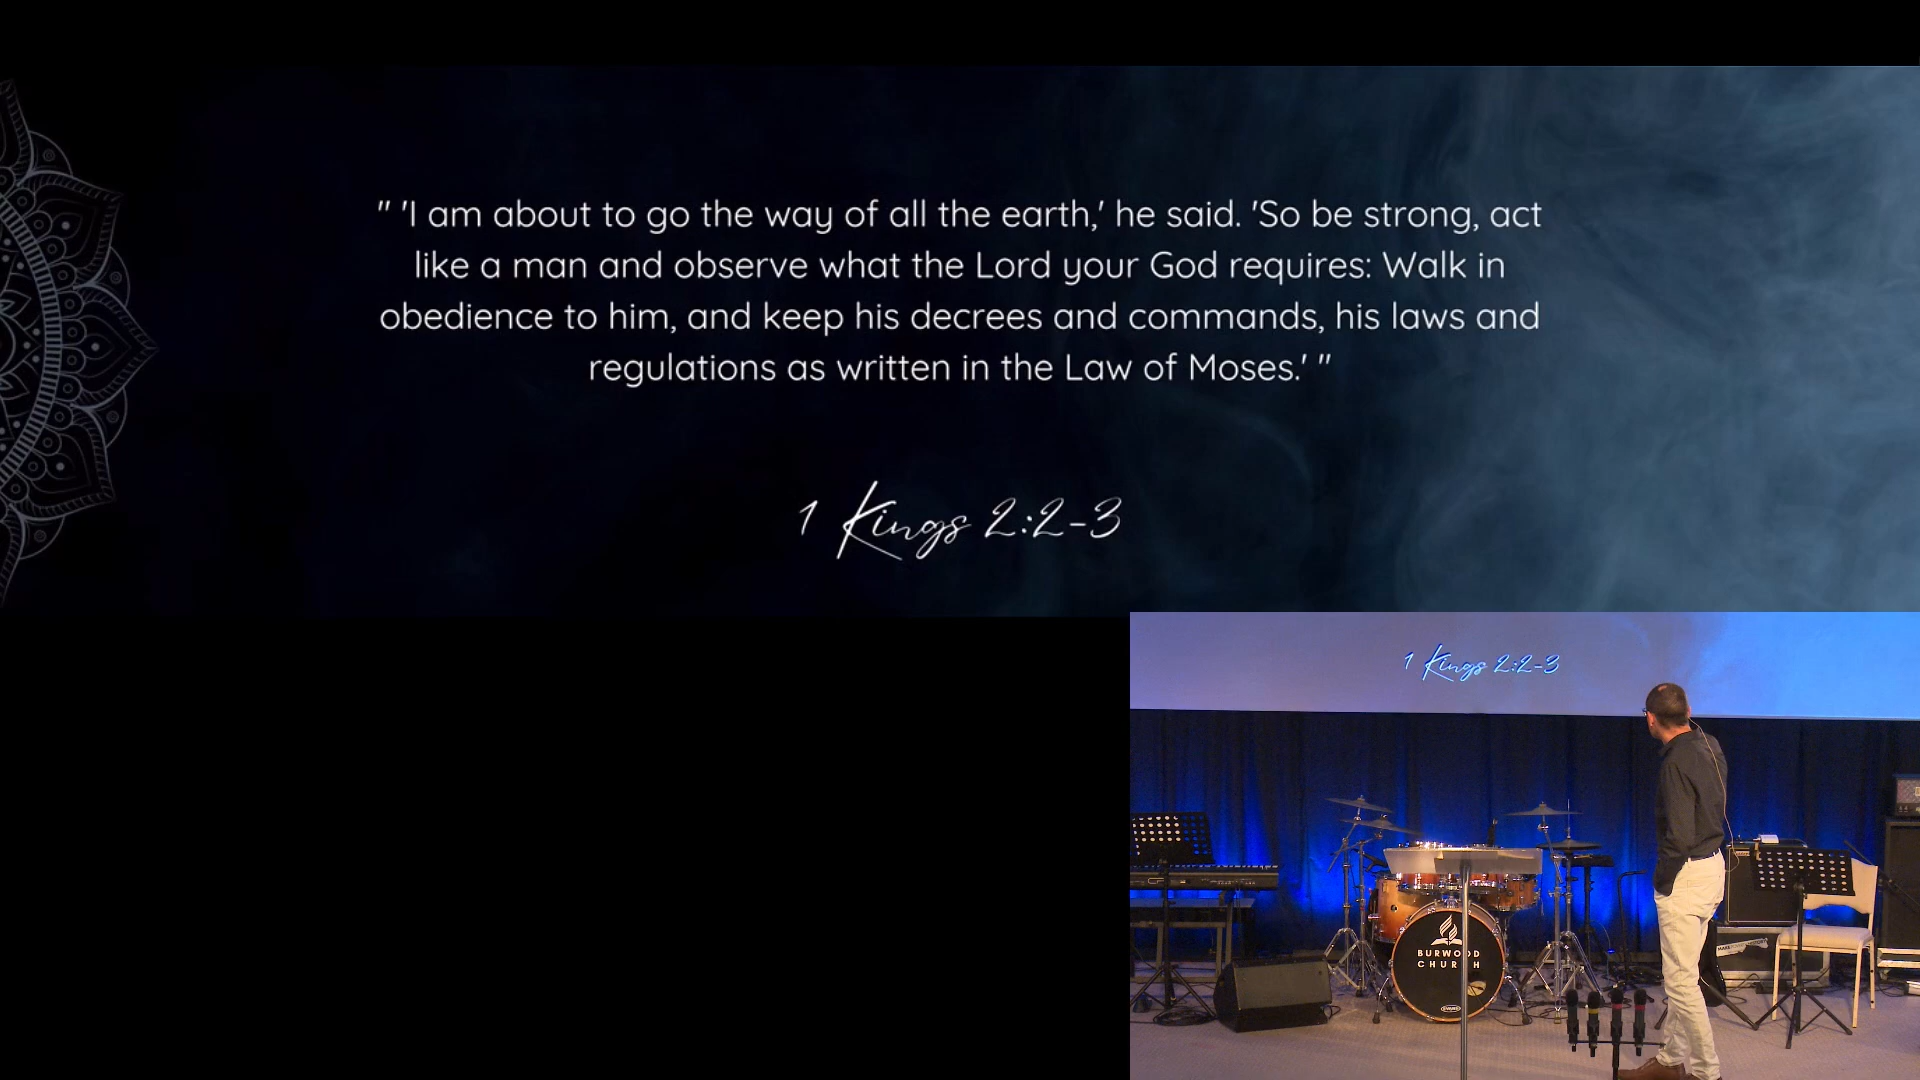 " 'I am about to go the way of all the earth,' he said. 'So be strong, act
like a man and observe what the Lord your God requires: Walk in
obedience to him, and keep his decrees and commands, his laws and
regulations as written in the Law of Moses.' "
1 Kings 2:2-3
1 Kings 2:2-3
BURWOOD
CHURCH
EVANS